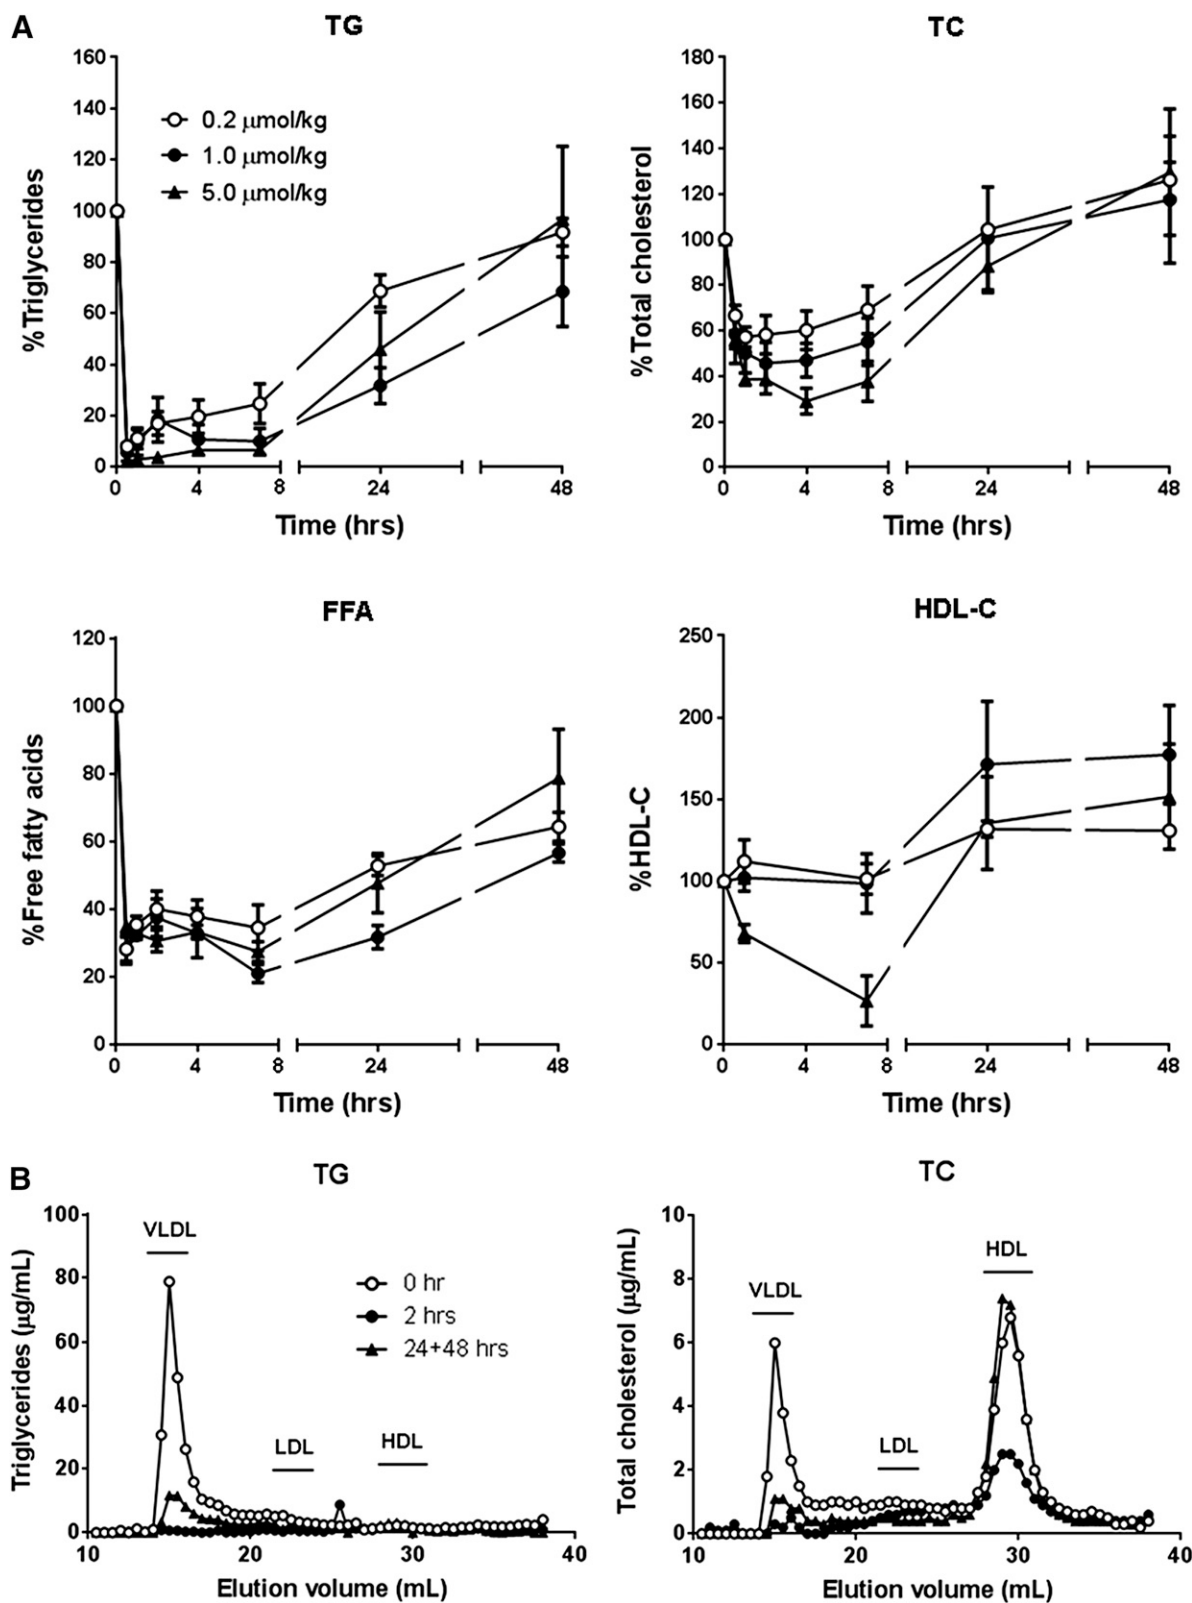 A
TG
160
140
120
100
80
60
40
20
0
%Triglycerides
0.2 µmol/kg
1.0 µmol/kg
5.0 µmol/kg
0 4 8 24 48
Time (hrs)
TC
180
160
140
120
100
80
60
40
20
0
%Total cholesterol
0 4 8 24 48
Time (hrs)
FFA
120
100
80
60
40
20
0
%Free fatty acids
0 4 8 24 48
Time (hrs)
HDL-C
250
200
150
100
50
0
%HDL-C
0 4 8 24 48
Time (hrs)
B
TG
100
80
60
40
20
0
Triglycerides (µg/mL)
VLDL
LDL
HDL
0 hr
2 hrs
24+48 hrs
10 20 30 40
Elution volume (mL)
TC
10
8
6
4
2
0
Total cholesterol (µg/mL)
VLDL
LDL
HDL
10 20 30 40
Elution volume (mL)